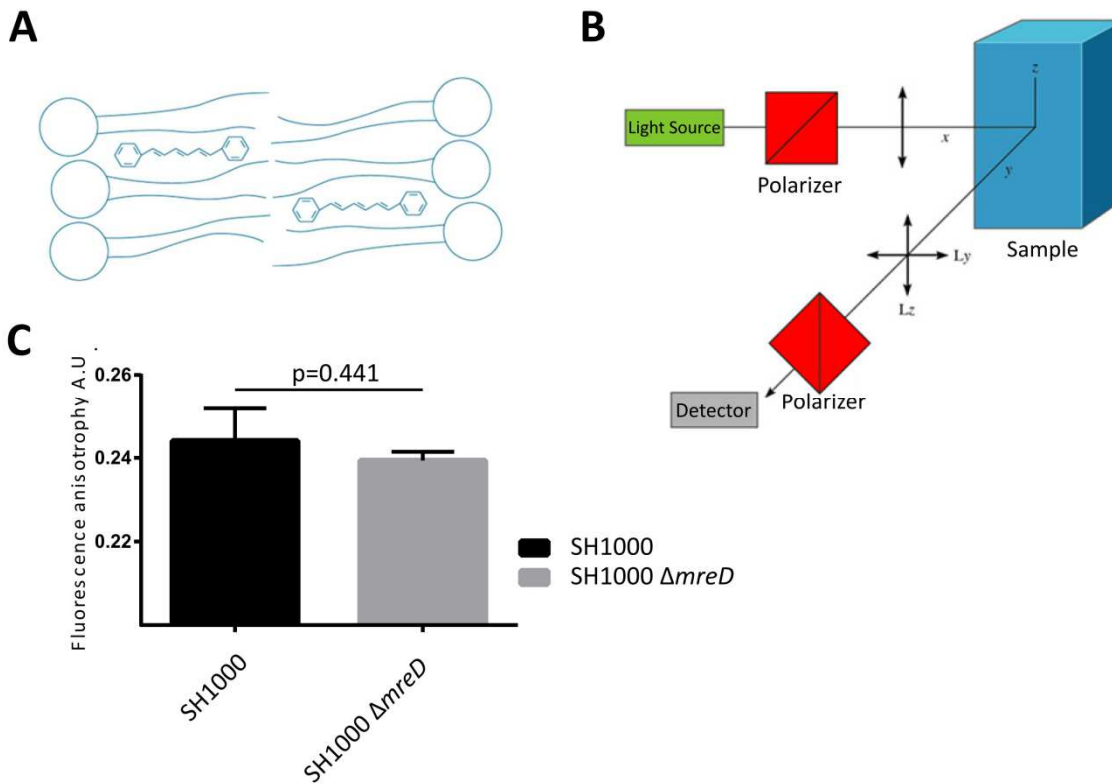 A
B
Light Source
Polarizer
x
z
y
Sample
Ly
Lz
Polarizer
Detector
C
Fluorescence anisotropy A.U.
0.26
0.24
0.22
p=0.441
SH1000
SH1000 ΔmreD
SH1000
SH1000 ΔmreD